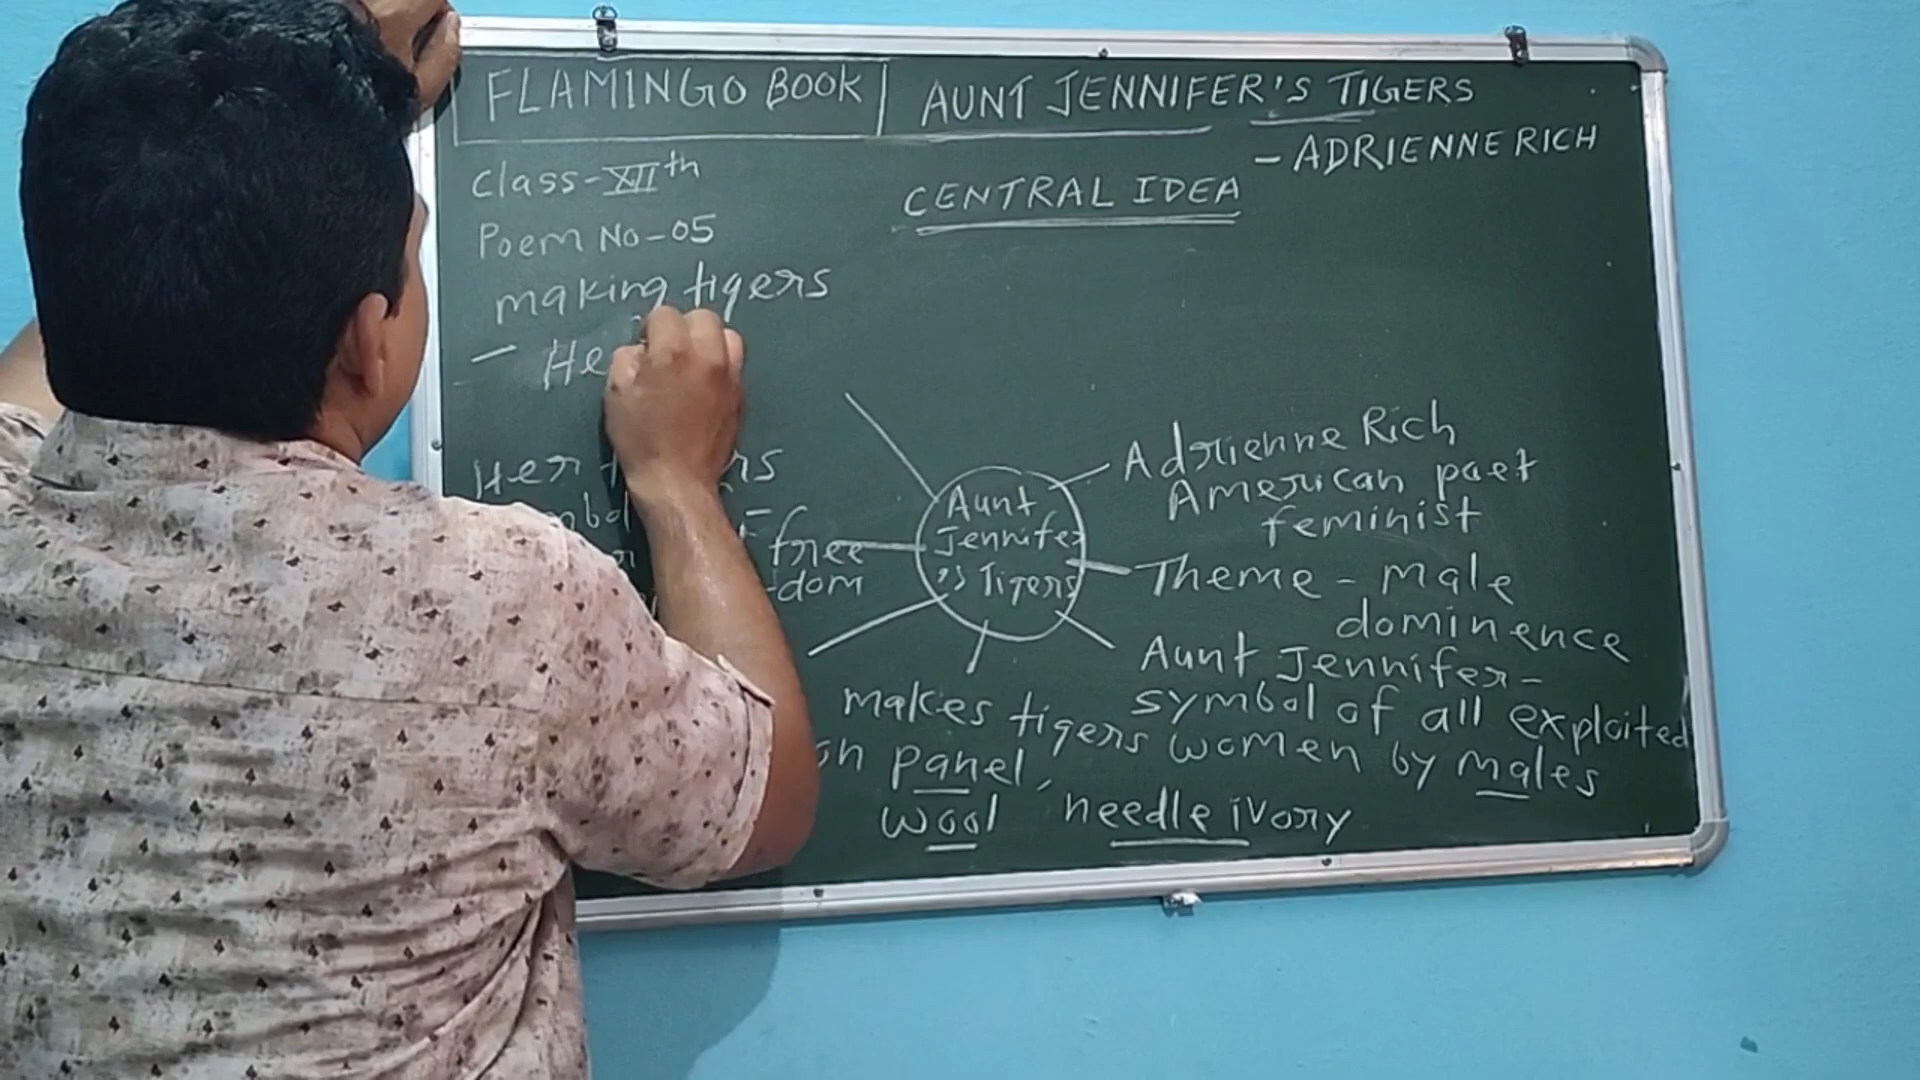 FLAMINGO BOOK
AUNT JENNIFER'S TIGERS
- ADRIENNE RICH
Class-XIIth
Poem No-05
CENTRAL IDEA
making tigers
- He
Her
free
-dom
Aunt
Jennifer
's Tigers
Adrienne Rich
American poet
feminist
Theme - male
dominence
Aunt Jennifer-
symbol of all exploited
women by males
makes tigers
on panel,
wool needle ivory